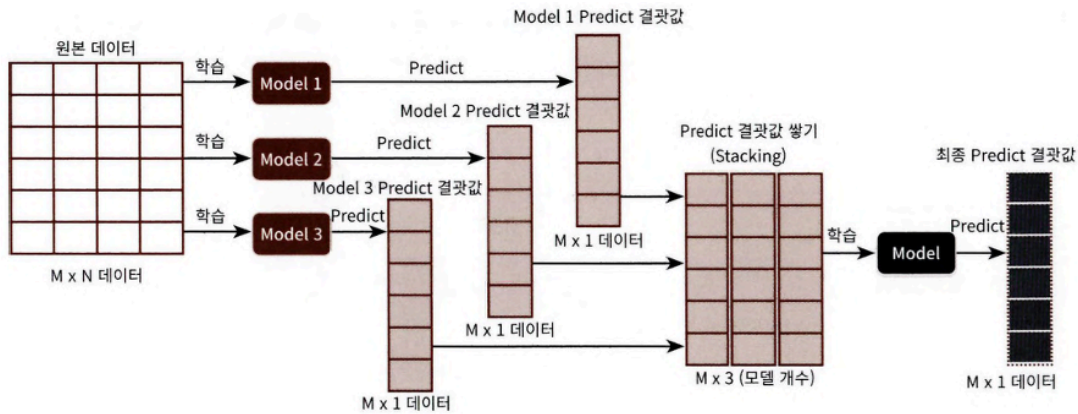 Model 1 Predict 결괏값
원본 데이터
학습
Model 1
Predict
Model 2 Predict 결괏값
학습
Model 2
Predict
Predict 결괏값 쌓기
(Stacking)
최종 Predict 결괏값
Model 3 Predict 결괏값
학습
Model 3
Predict
M x 1 데이터
학습
Model
Predict
M x N 데이터
M x 1 데이터
M x 3 (모델 개수)
M x 1 데이터
M x 1 데이터